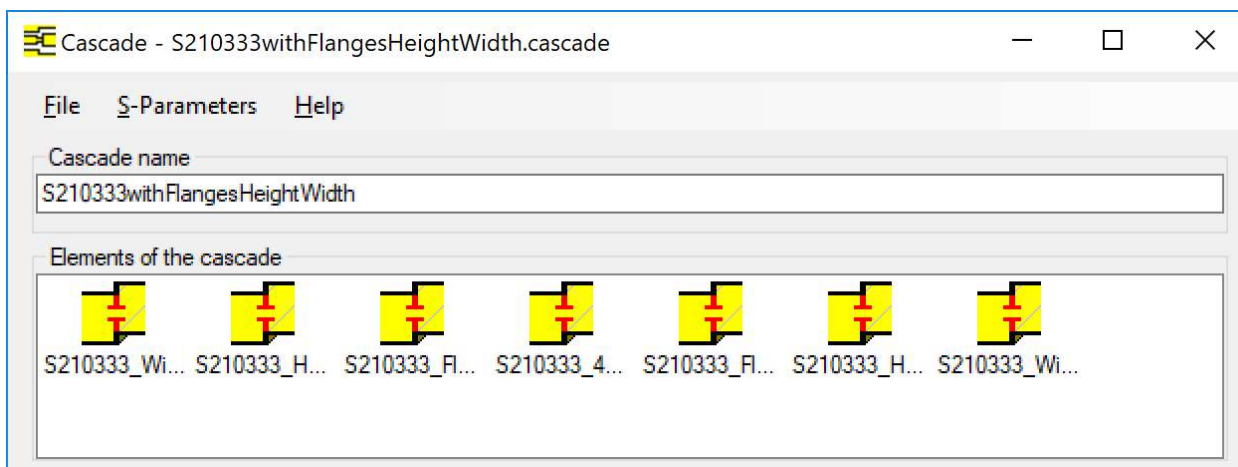 Cascade - S210333withFlangesHeightWidth.cascade
File S-Parameters Help
Cascade name
S210333withFlangesHeightWidth
Elements of the cascade
S210333_Wi... S210333_H... S210333_Fl... S210333_4... S210333_Fl... S210333_H... S210333_Wi...